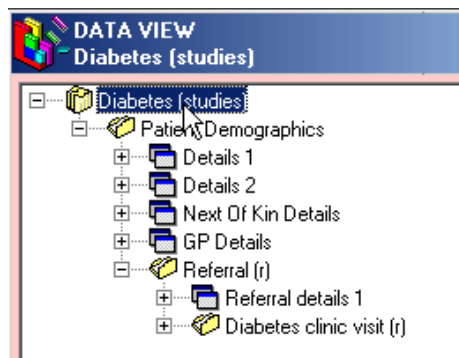 DATA VIEW
Diabetes (studies)
Diabetes (studies)
Patient Demographics
Details 1
Details 2
Next Of Kin Details
GP Details
Referral (r)
Referral details 1
Diabetes clinic visit (r)